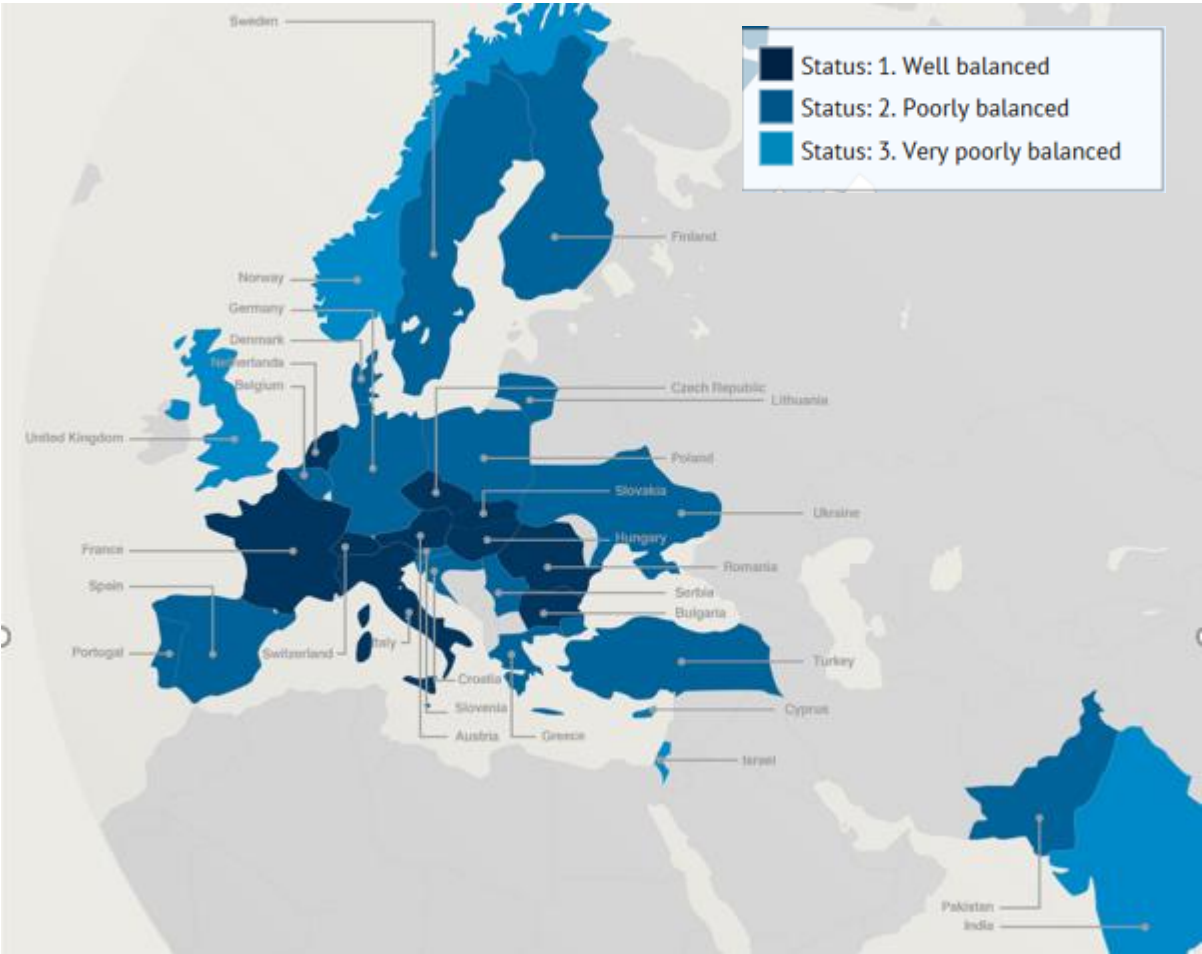 Sweden
Status: 1. Well balanced
Status: 2. Poorly balanced
Status: 3. Very poorly balanced
Finland
Norway
Germany
Denmark
Netherlands
Belgium
Czech Republic
Lithuania
United Kingdom
Poland
Slovakia
Ukraine
Hungary
France
Romania
Spain
Serbia
Bulgaria
Portugal
Switzerland
Italy
Turkey
Croatia
Slovenia
Cyprus
Austria
Greece
Israel
Pakistan
India